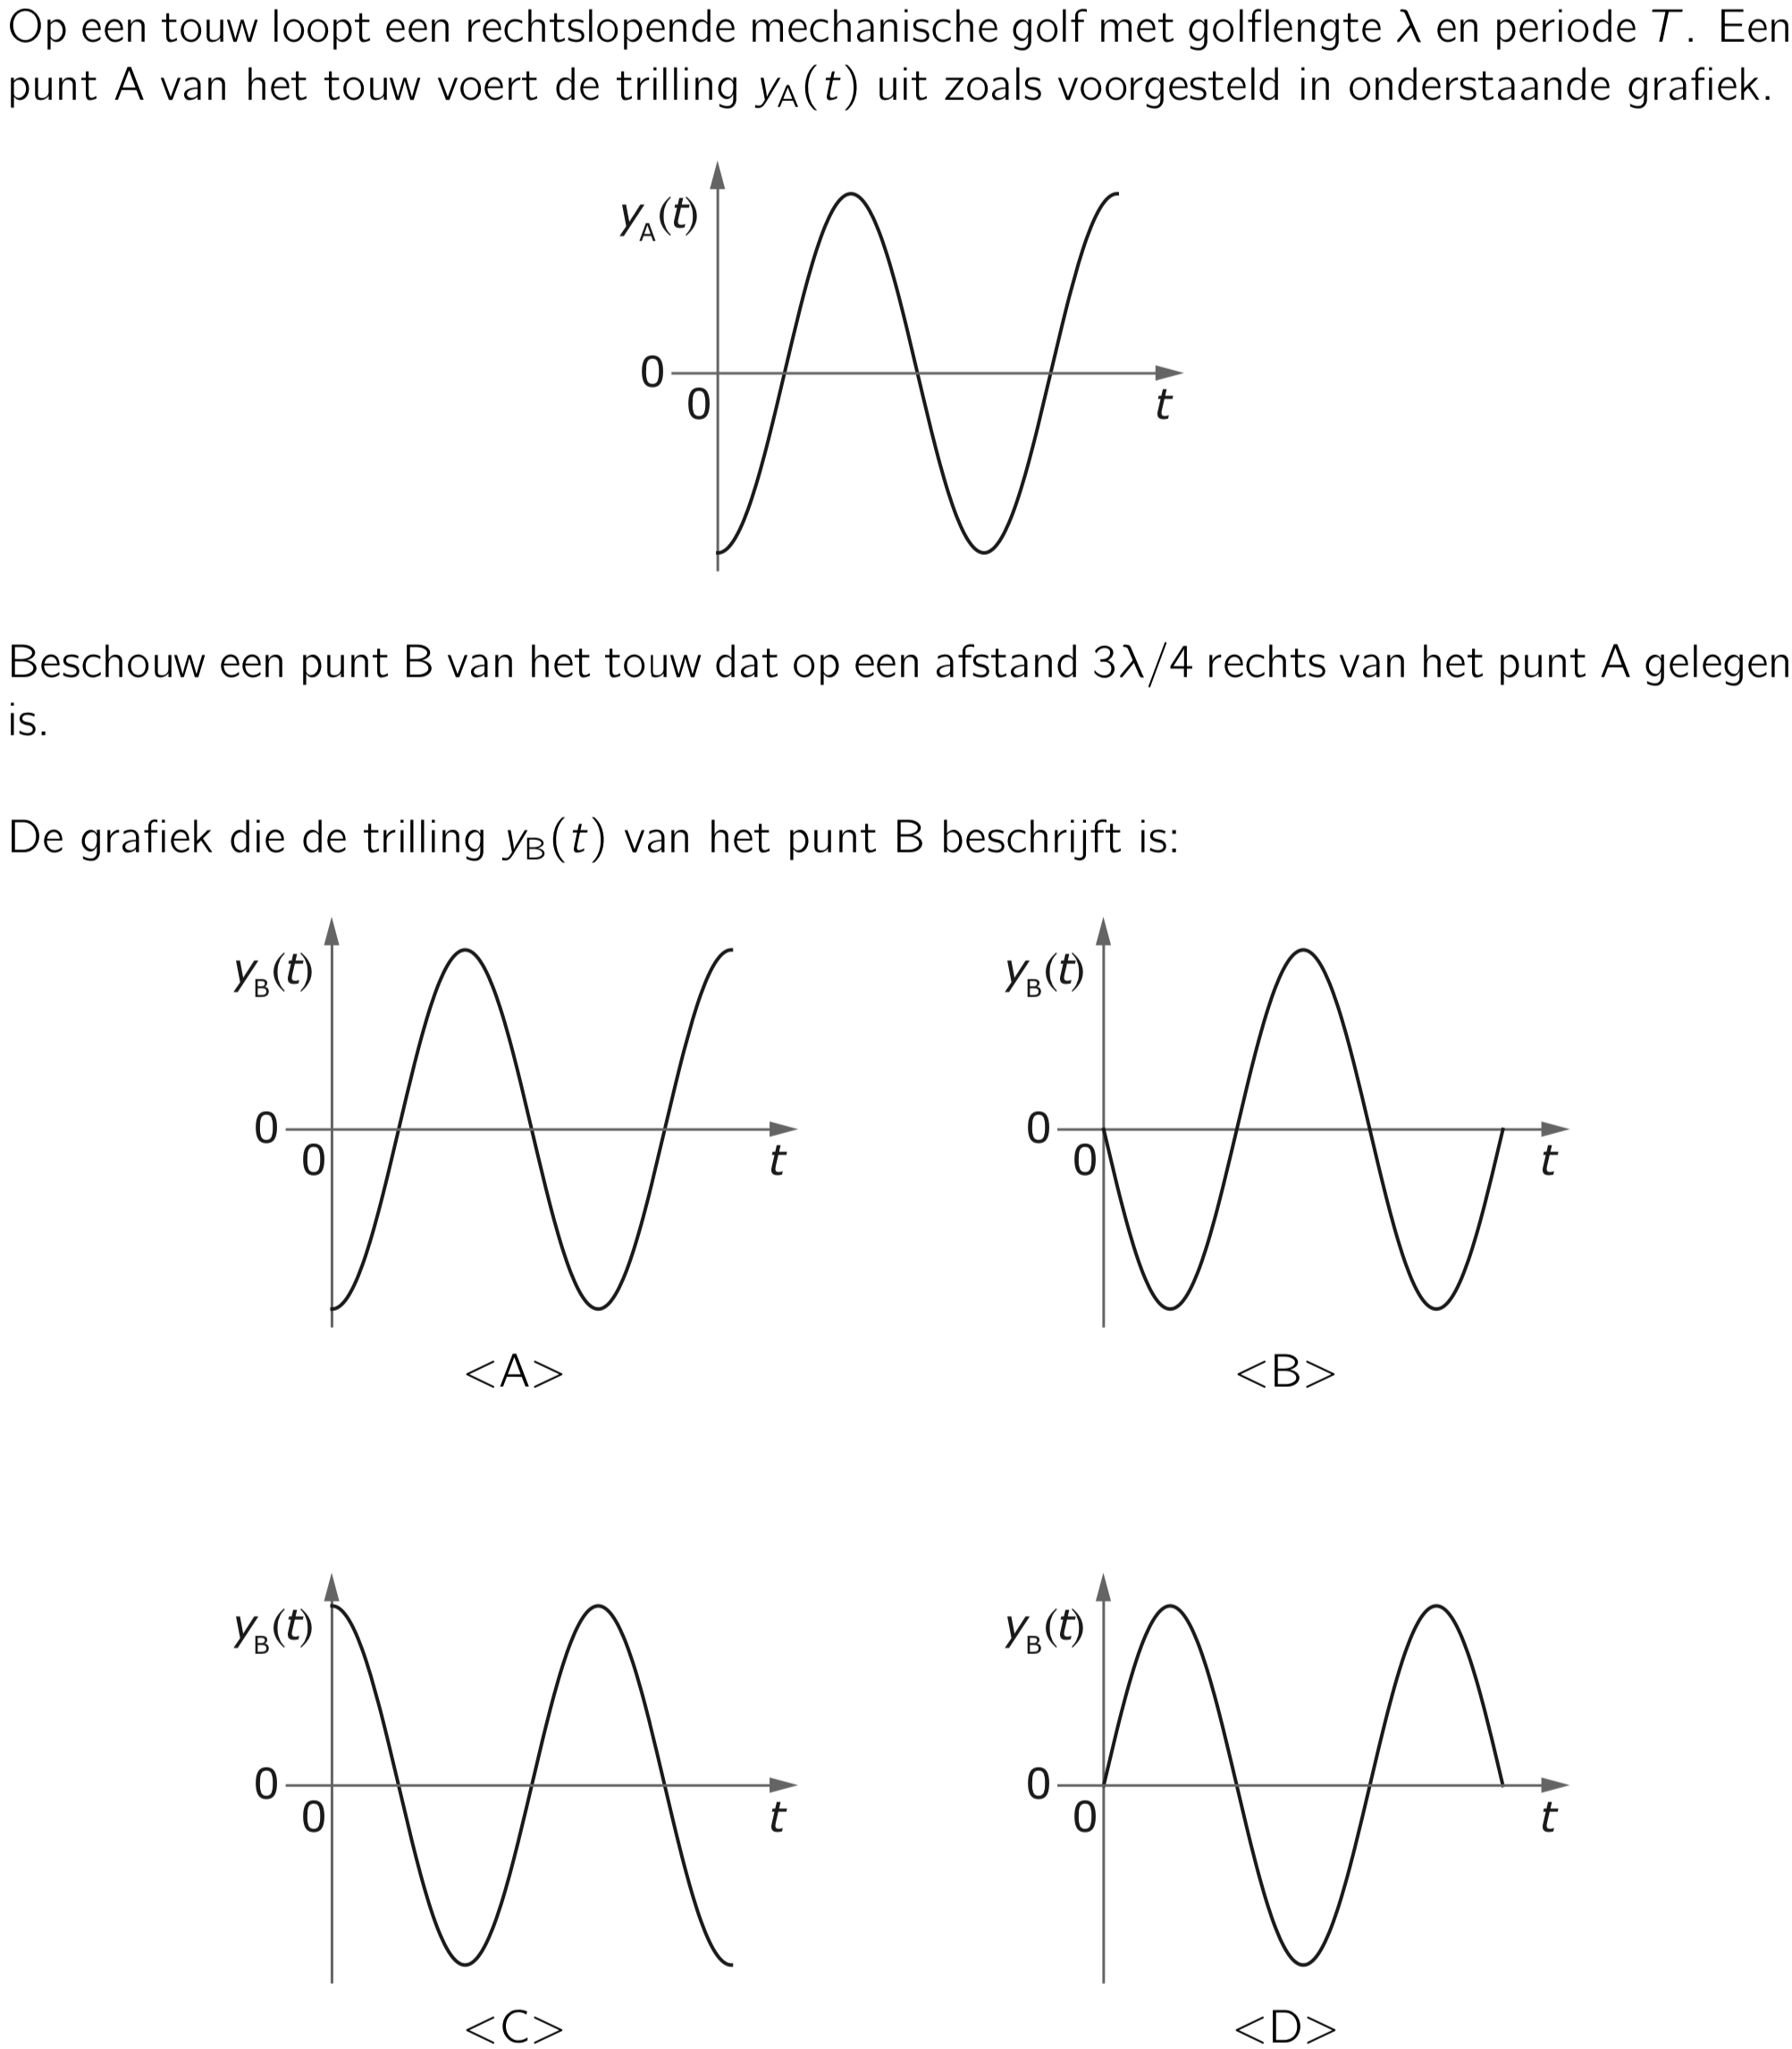 Op een touw loopt een rechtslopende mechanische golf met golflengte λ en periode T. Een
punt A van het touw voert de trilling y_A(t) uit zoals voorgesteld in onderstaande grafiek.
y_A(t)
0
0
t
Beschouw een punt B van het touw dat op een afstand 3λ/4 rechts van het punt A gelegen
is.
De grafiek die de trilling y_B(t) van het punt B beschrijft is:
y_B(t)
0
0
t
<A>
y_B(t)
0
0
t
<B>
y_B(t)
0
0
t
<C>
y_B(t)
0
0
t
<D>